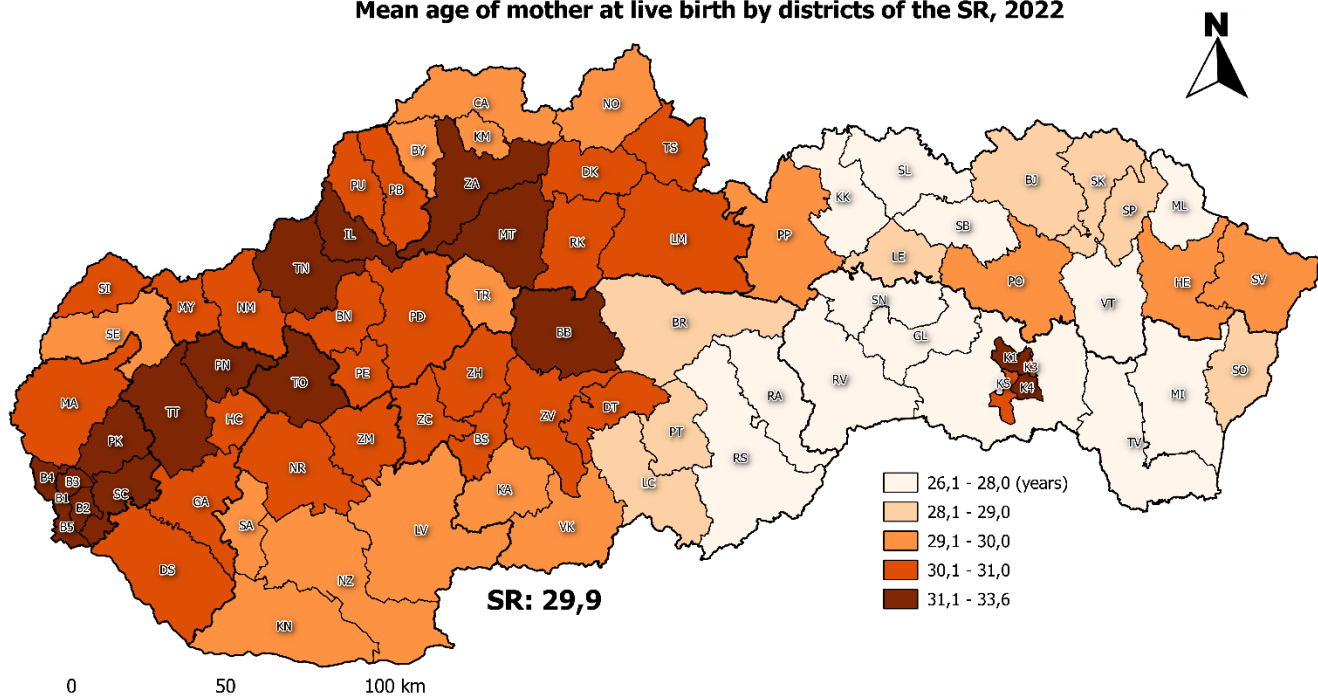 Mean age of mother at live birth by districts of the SR, 2022
N
CA
NO
KM
BY
TS
PU
PB
ZA
DK
SL
BJ
SK
KK
SP
ML
IL
MT
RK
LM
PP
SB
LE
TN
SI
MY
NM
BN
PD
TR
PO
VT
HE
SV
SE
BB
BR
SN
GL
PN
TO
PE
ZH
K1
K3
KS
K4
SO
MA
TT
HC
ZM
ZC
BS
ZV
DT
PT
RA
RV
MI
PK
NR
RS
TV
B4
B3
B1
B2
B5
SC
GA
SA
LV
KA
VK
LC
DS
NZ
KN
26,1 - 28,0 (years)
28,1 - 29,0
29,1 - 30,0
30,1 - 31,0
31,1 - 33,6
SR: 29,9
0 50 100 km